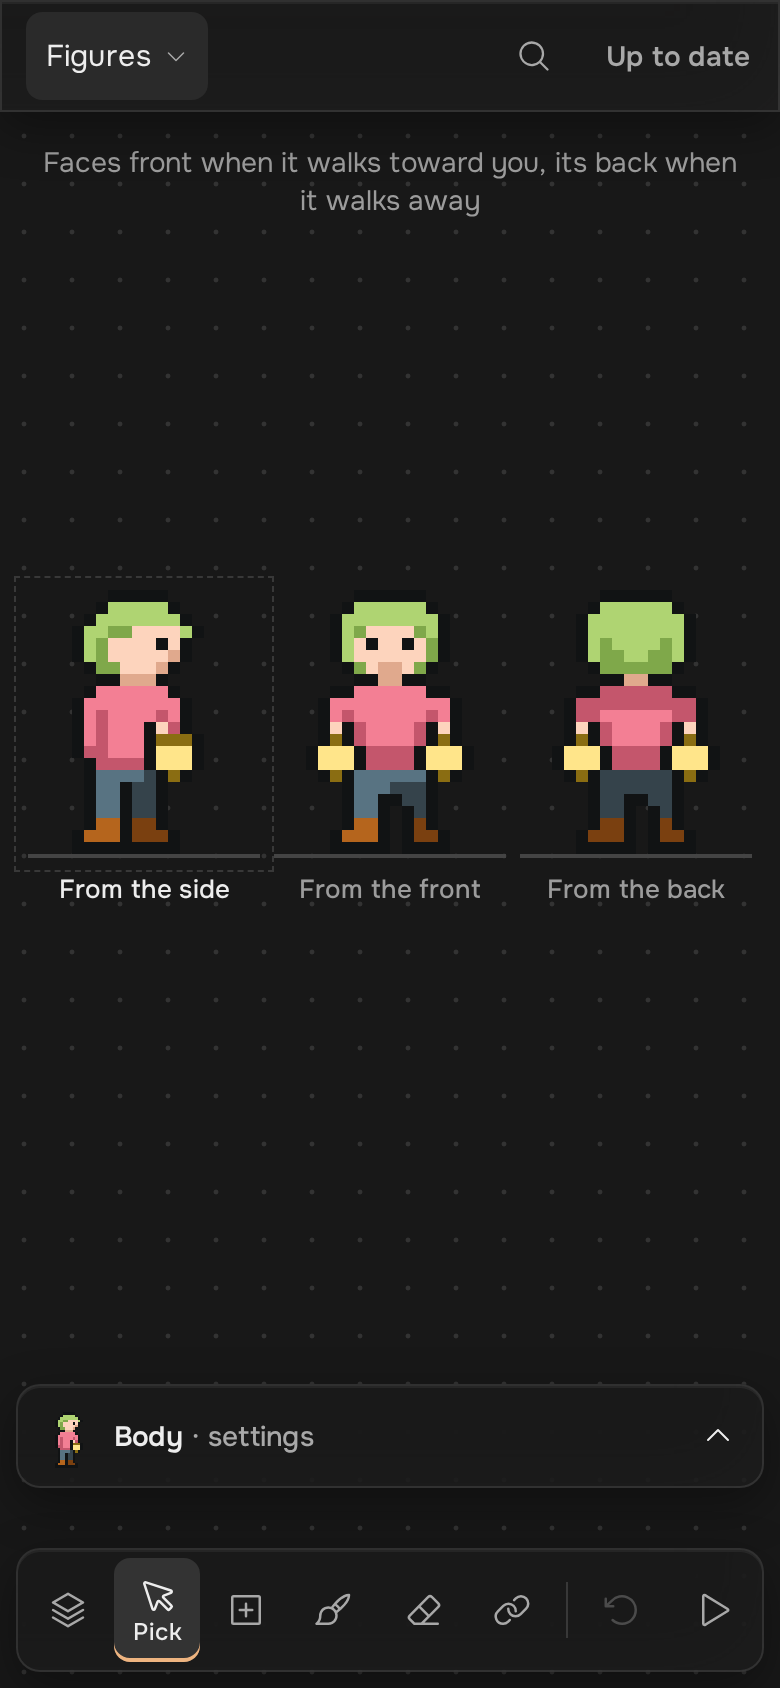 Figures
Up to date
Faces front when it walks toward you, its back when
it walks away
From the side
From the front
From the back
Body · settings
Pick